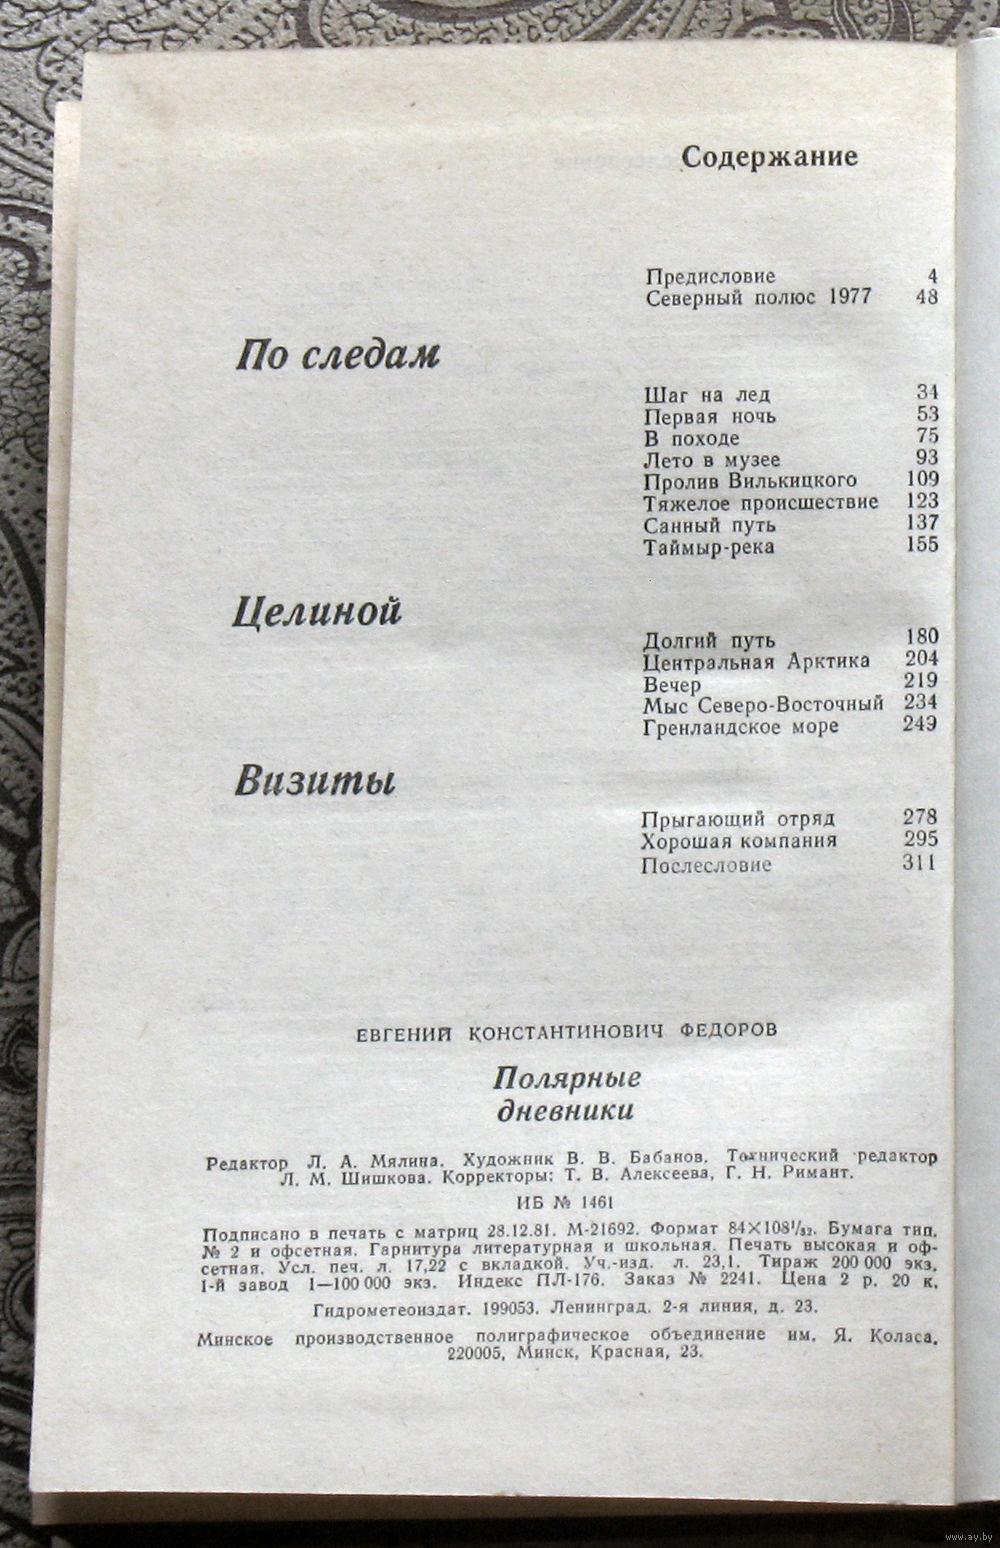 Содержание
Предисловие 4
Северный полюс 1977 48
По следам
Шаг на лед 34
Первая ночь 53
В походе 75
Лето в музее 93
Пролив Вилькицкого 109
Тяжелое происшествие 123
Санный путь 137
Таймыр-река 155
Целиной
Долгий путь 180
Центральная Арктика 204
Вечер 219
Мыс Северо-Восточный 234
Гренландское море 249
Визиты
Прыгающий отряд 278
Хорошая компания 295
Послесловие 311
ЕВГЕНИЙ КОНСТАНТИНОВИЧ ФЕДОРОВ
Полярные
дневники
Редактор Л. А. Мялина. Художник В. В. Бабанов. Технический редактор
Л. М. Шишкова. Корректоры: Т. В. Алексеева, Г. Н. Римант.
ИБ № 1461
Подписано в печать с матриц 28.12.81. М-21692. Формат 84×108¹/₃₂. Бумага тип.
№ 2 и офсетная. Гарнитура литературная и школьная. Печать высокая и оф-
сетная. Усл. печ. л. 17,22 с вкладкой. Уч.-изд. л. 23,1. Тираж 200 000 экз.
1-й завод 1—100 000 экз. Индекс ПЛ-176. Заказ № 2241. Цена 2 р. 20 к.
Гидрометеоиздат. 199053. Ленинград. 2-я линия, д. 23.
Минское производственное полиграфическое объединение им. Я. Коласа.
220005, Минск, Красная, 23.
www.ay.by